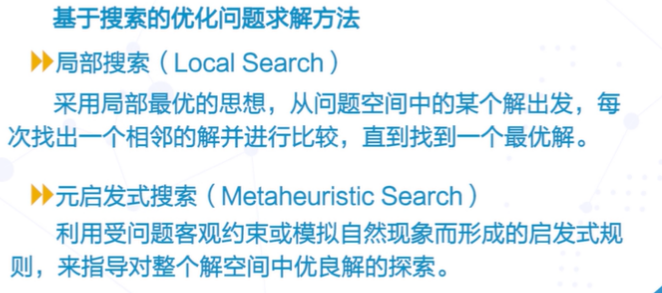 基于搜索的优化问题求解方法
局部搜索（Local Search）
采用局部最优的思想，从问题空间中的某个解出发，每
次找出一个相邻的解并进行比较，直到找到一个最优解。
元启发式搜索（Metaheuristic Search）
利用受问题客观约束或模拟自然现象而形成的启发式规
则，来指导对整个解空间中优良解的探索。